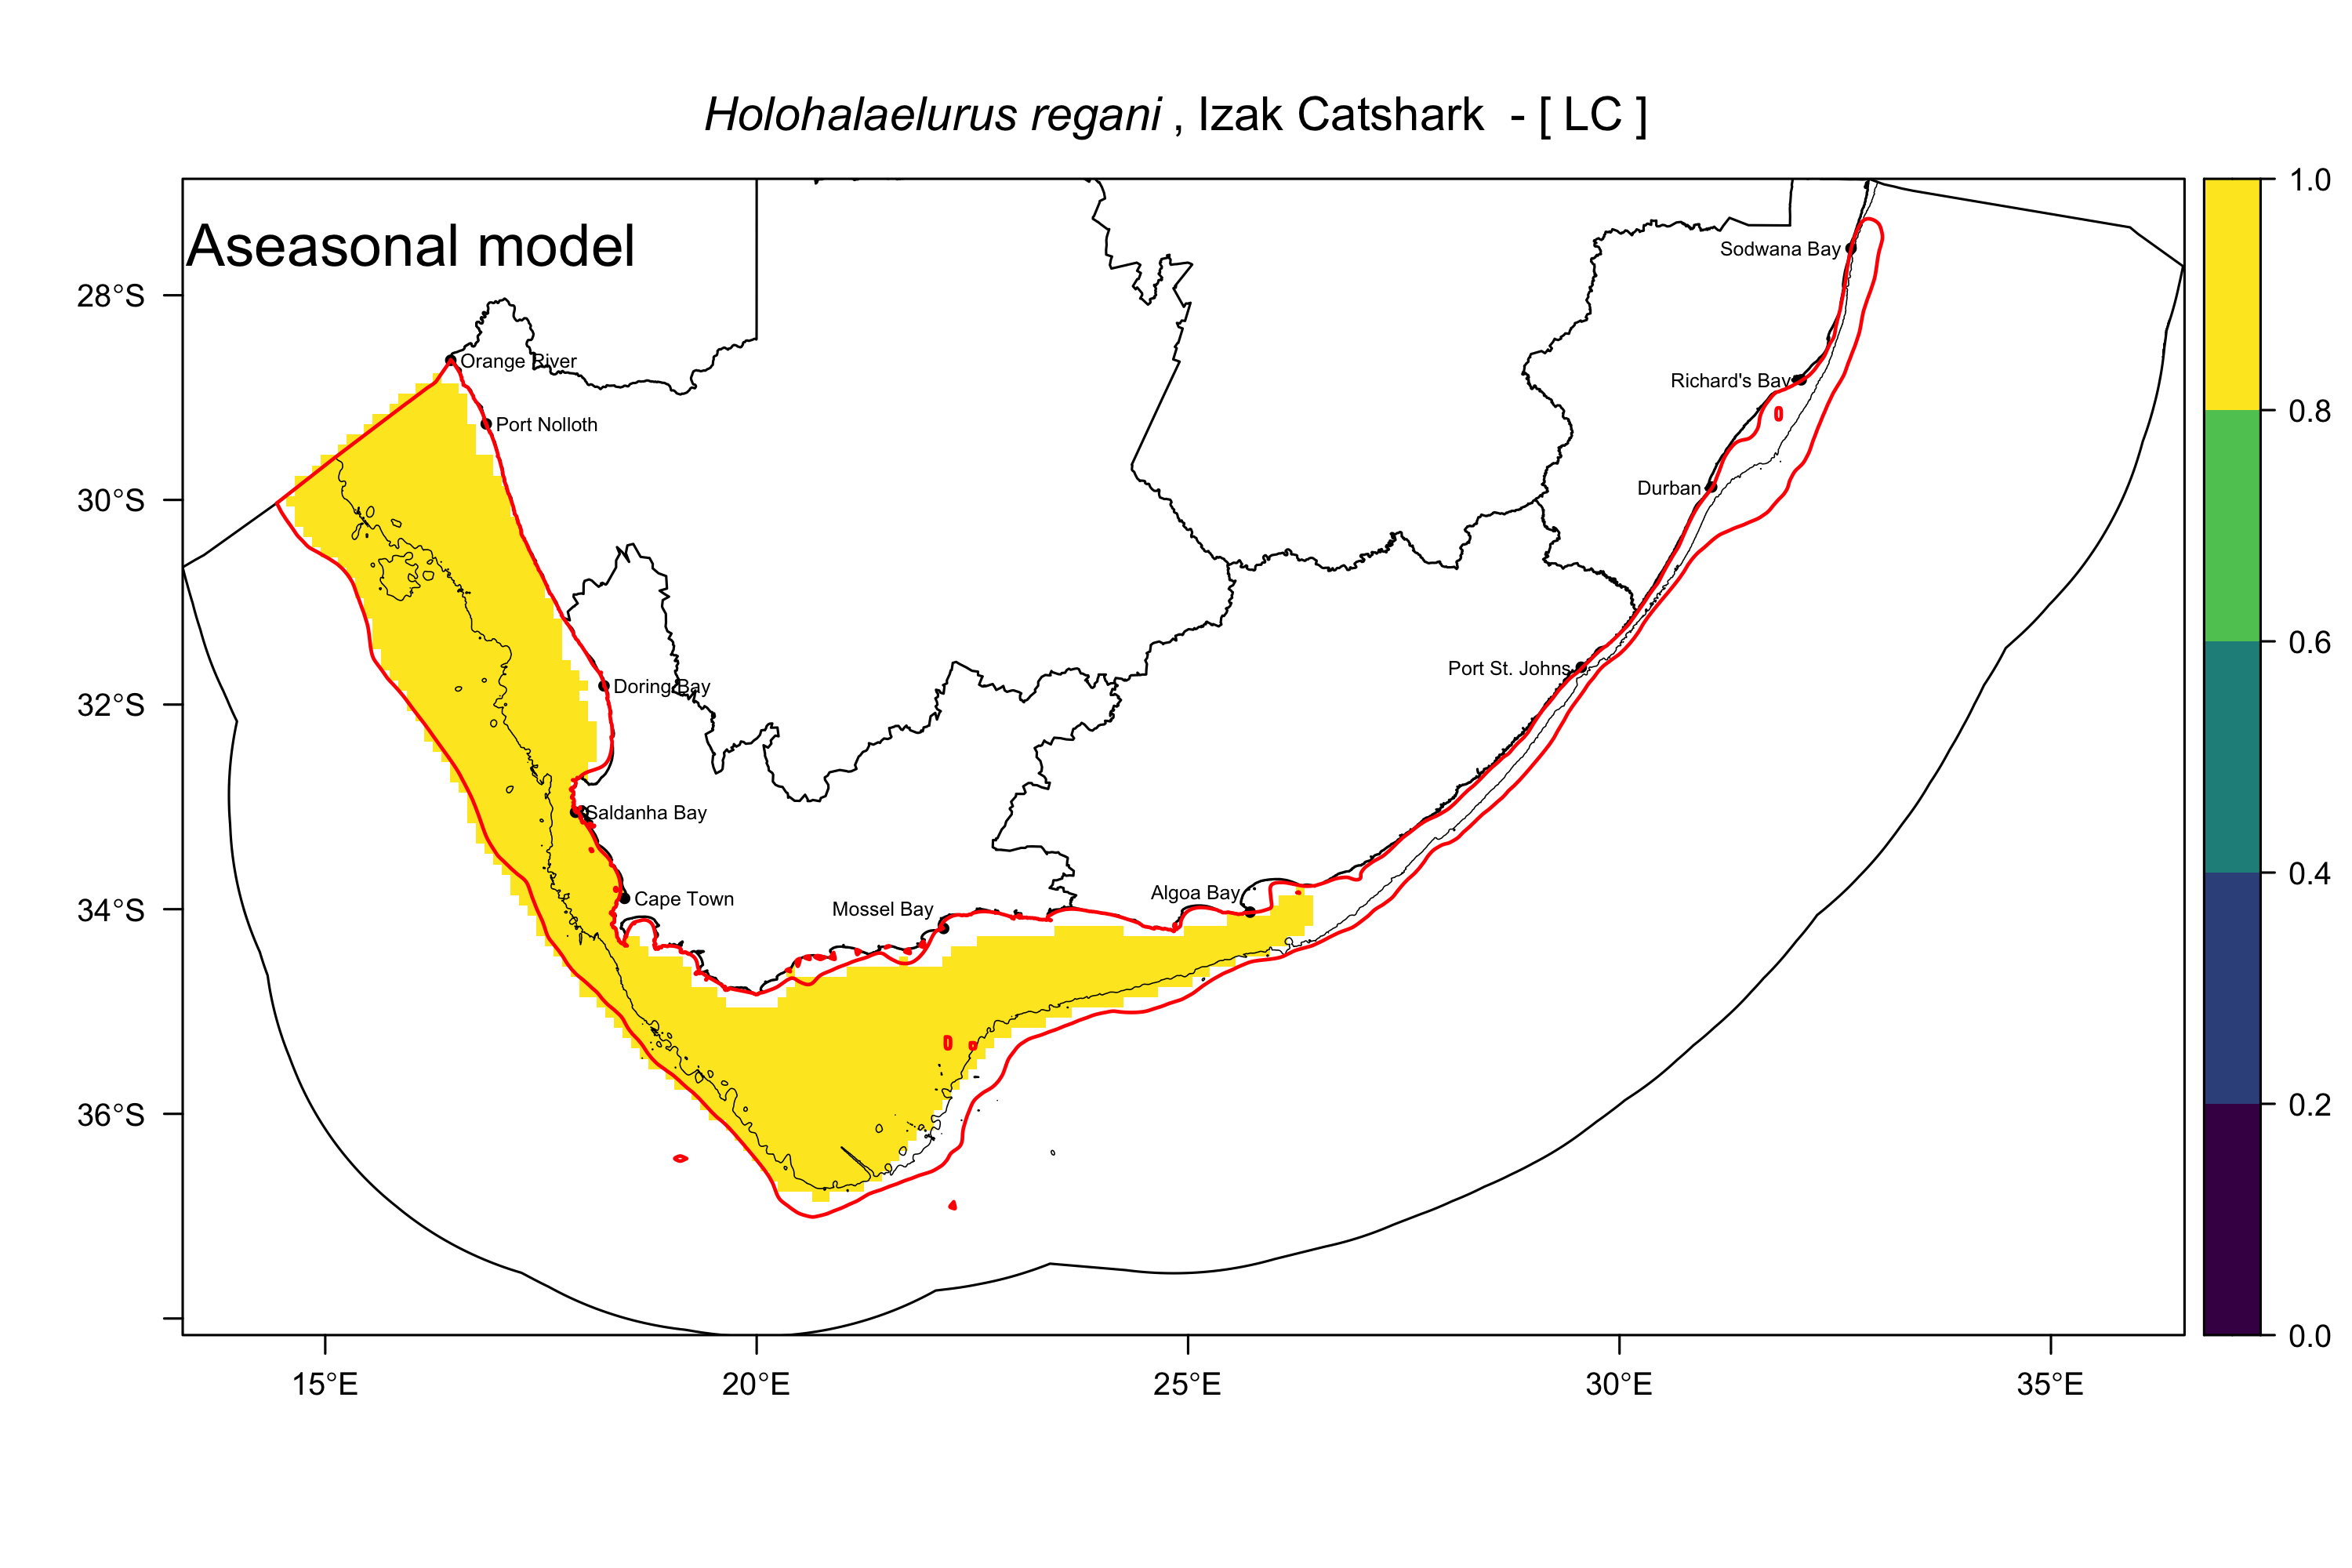 Holohalaelurus regani , Izak Catshark - [ LC ]
Aseasonal model
1.0
0.8
0.6
0.4
0.2
0.0
28°S
30°S
32°S
34°S
36°S
15°E
20°E
25°E
30°E
35°E
Sodwana Bay
Orange River
Richard's Bay
Port Nolloth
Durban
Port St. Johns
Doring Bay
Saldanha Bay
Algoa Bay
Cape Town
Mossel Bay